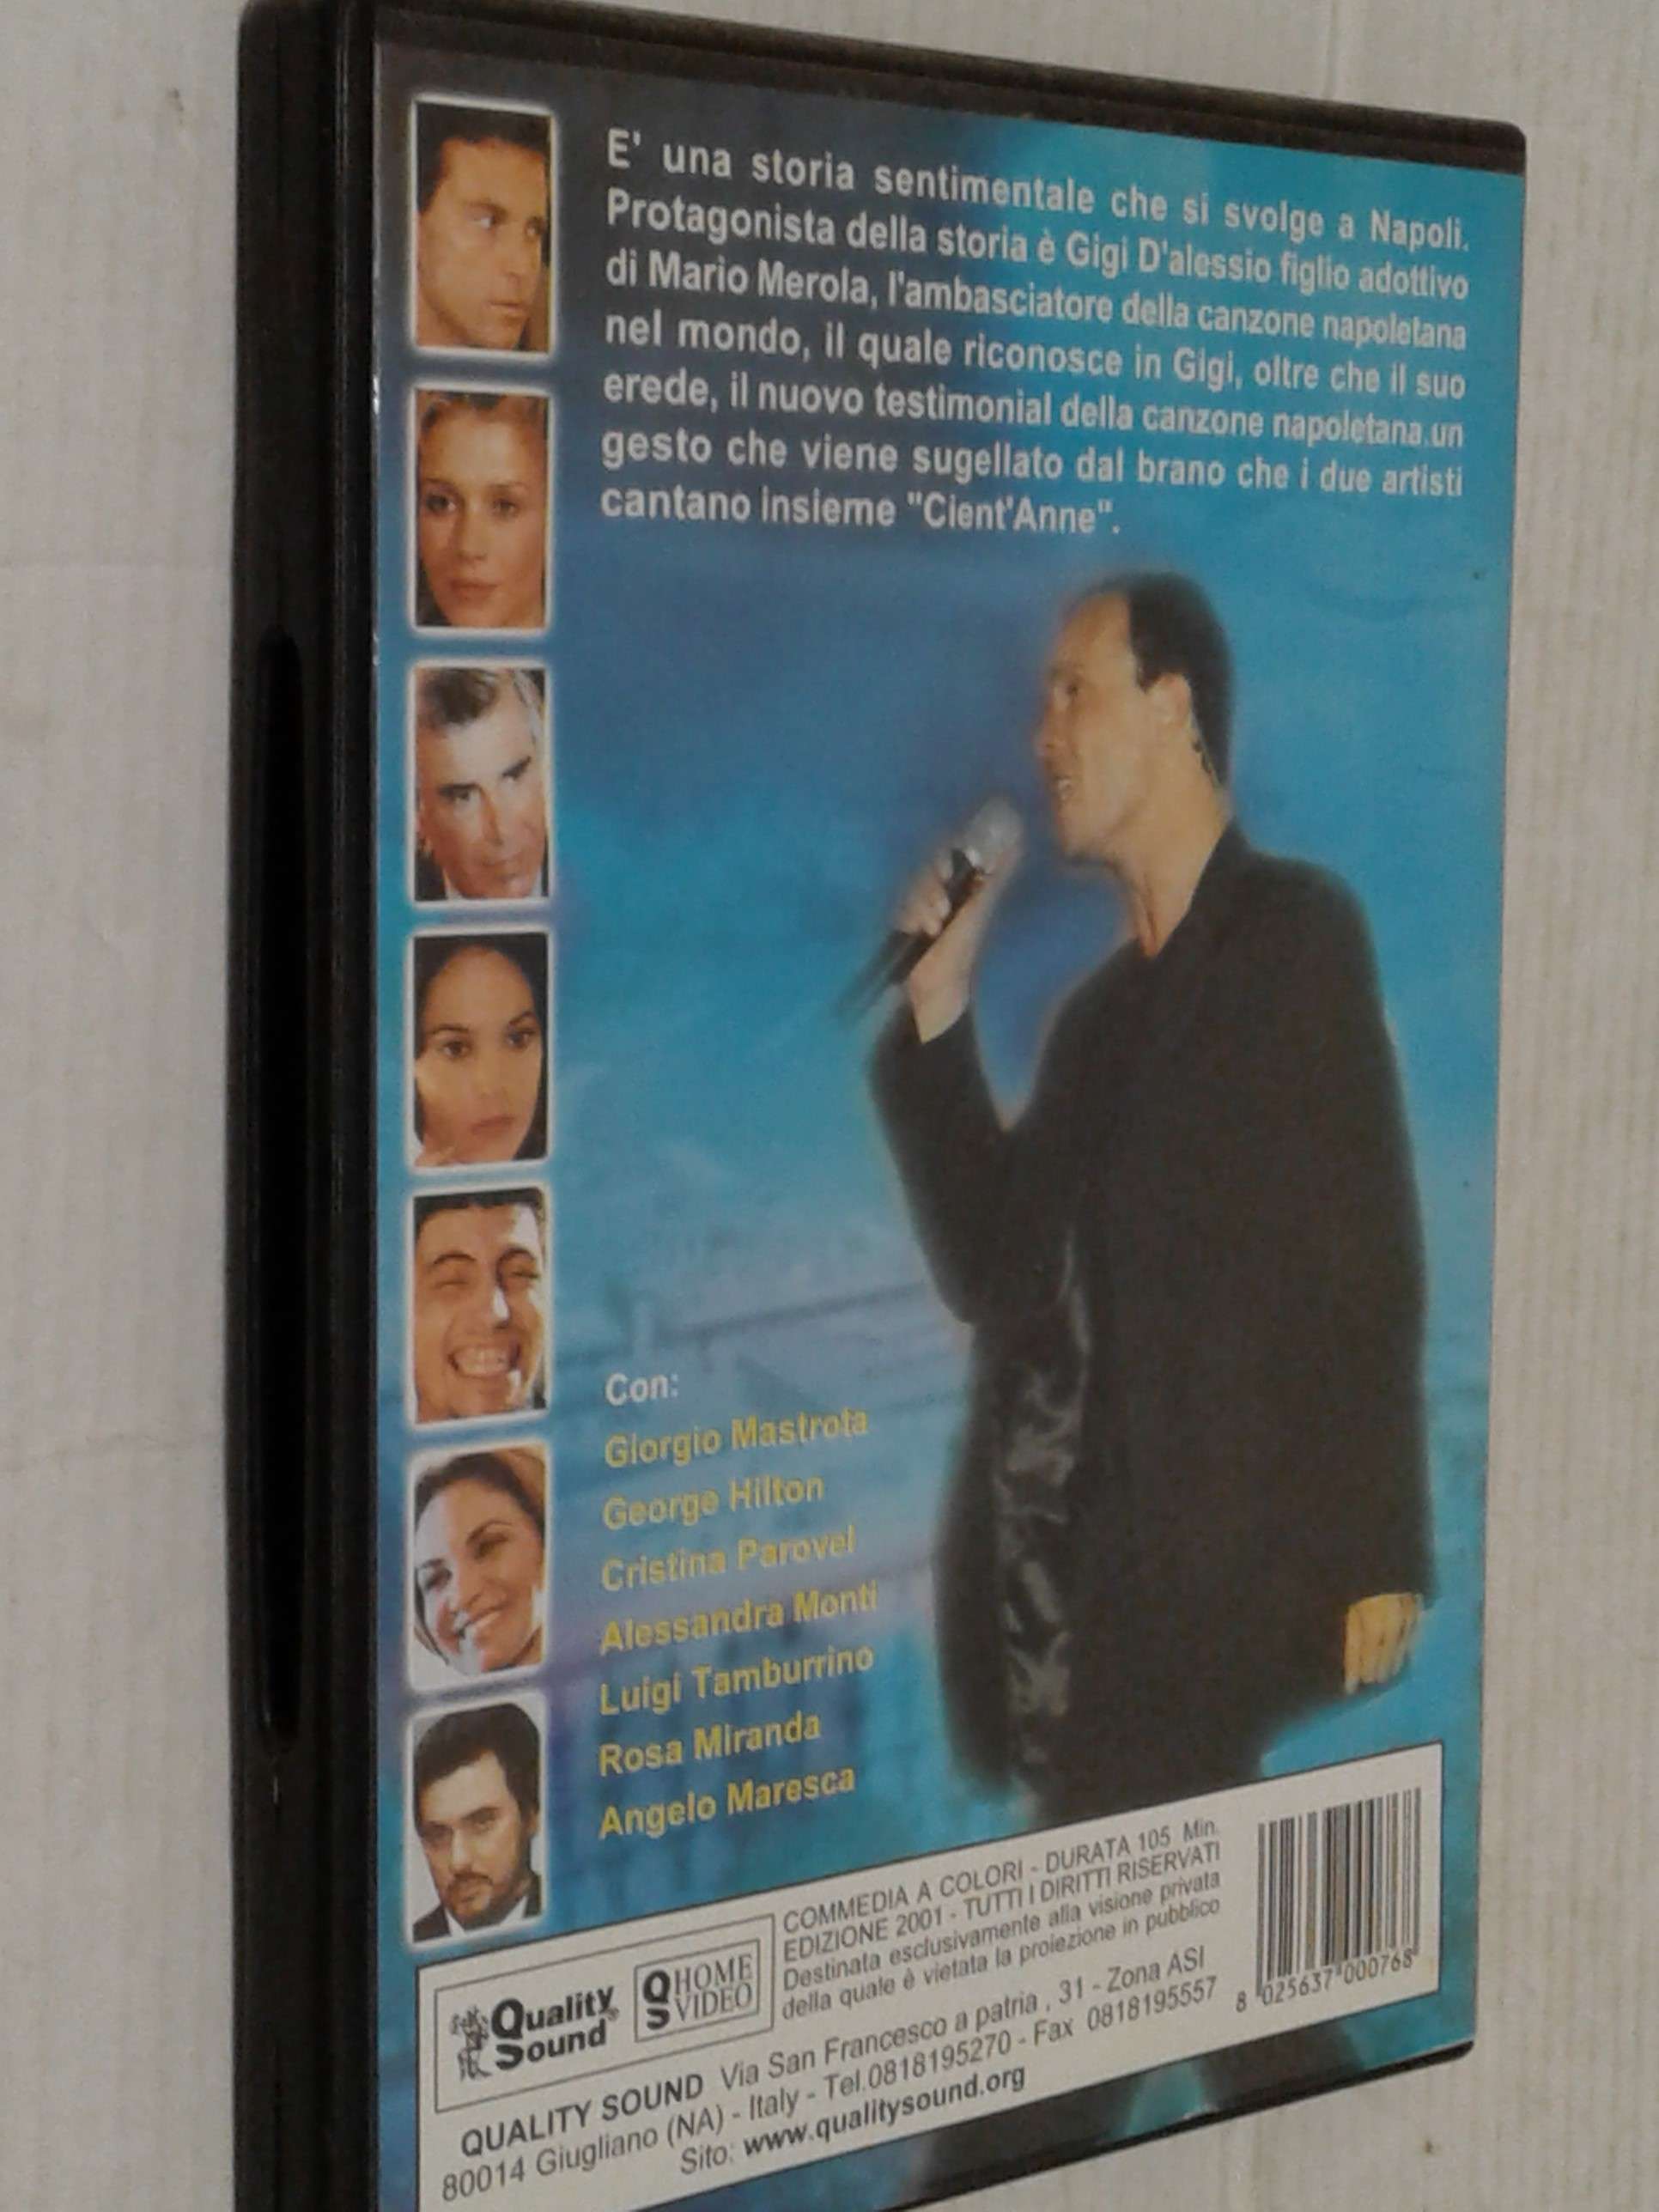 E' una storia sentimentale che si svolge a Napoli.
Protagonista della storia è Gigi D'alessio figlio adottivo
di Mario Merola, l'ambasciatore della canzone napoletana
nel mondo, il quale riconosce in Gigi, oltre che il suo
erede, il nuovo testimonial della canzone napoletana.un
gesto che viene sugellato dal brano che i due artisti
cantano insieme "Cient'Anne".
Con:
Giorgio Mastrota
George Hilton
Cristina Parovel
Alessandra Monti
Luigi Tamburrino
Rosa Miranda
Angelo Maresca
Quality®
Sound
QS HOME
VIDEO
COMMEDIA A COLORI - DURATA 105 Min.
EDIZIONE 2001 - TUTTI I DIRITTI RISERVATI
Destinata esclusivamente alla visione privata
della quale è vietata la proiezione in pubblico
QUALITY SOUND Via San Francesco a patria , 31 - Zona ASI
80014 Giugliano (NA) - Italy - Tel.0818195270 - Fax 0818195557
Sito: www.qualitysound.org
8 025637 000768